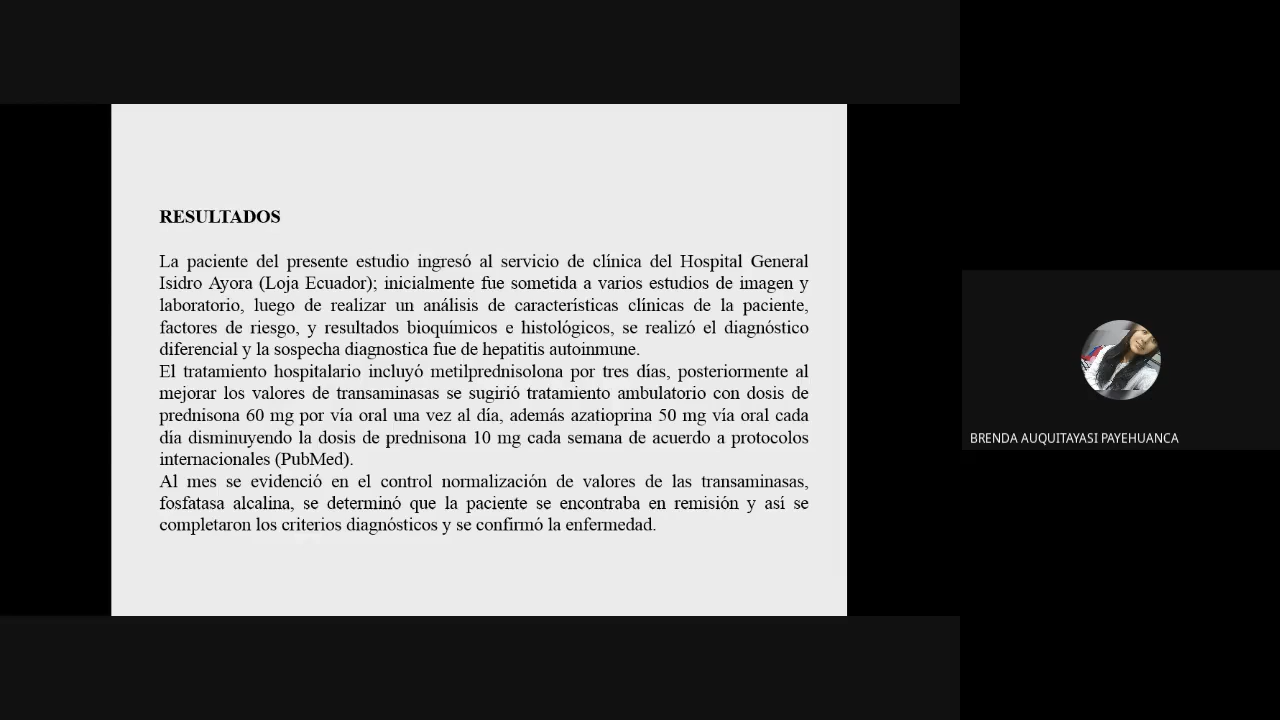 RESULTADOS
La paciente del presente estudio ingresó al servicio de clínica del Hospital General
Isidro Ayora (Loja Ecuador); inicialmente fue sometida a varios estudios de imagen y
laboratorio, luego de realizar un análisis de características clínicas de la paciente,
factores de riesgo, y resultados bioquímicos e histológicos, se realizó el diagnóstico
diferencial y la sospecha diagnostica fue de hepatitis autoinmune.
El tratamiento hospitalario incluyó metilprednisolona por tres días, posteriormente al
mejorar los valores de transaminasas se sugirió tratamiento ambulatorio con dosis de
prednisona 60 mg por vía oral una vez al día, además azatioprina 50 mg vía oral cada
día disminuyendo la dosis de prednisona 10 mg cada semana de acuerdo a protocolos
internacionales (PubMed).
Al mes se evidenció en el control normalización de valores de las transaminasas,
fosfatasa alcalina, se determinó que la paciente se encontraba en remisión y así se
completaron los criterios diagnósticos y se confirmó la enfermedad.
BRENDA AUQUITAYASI PAYEHUANCA